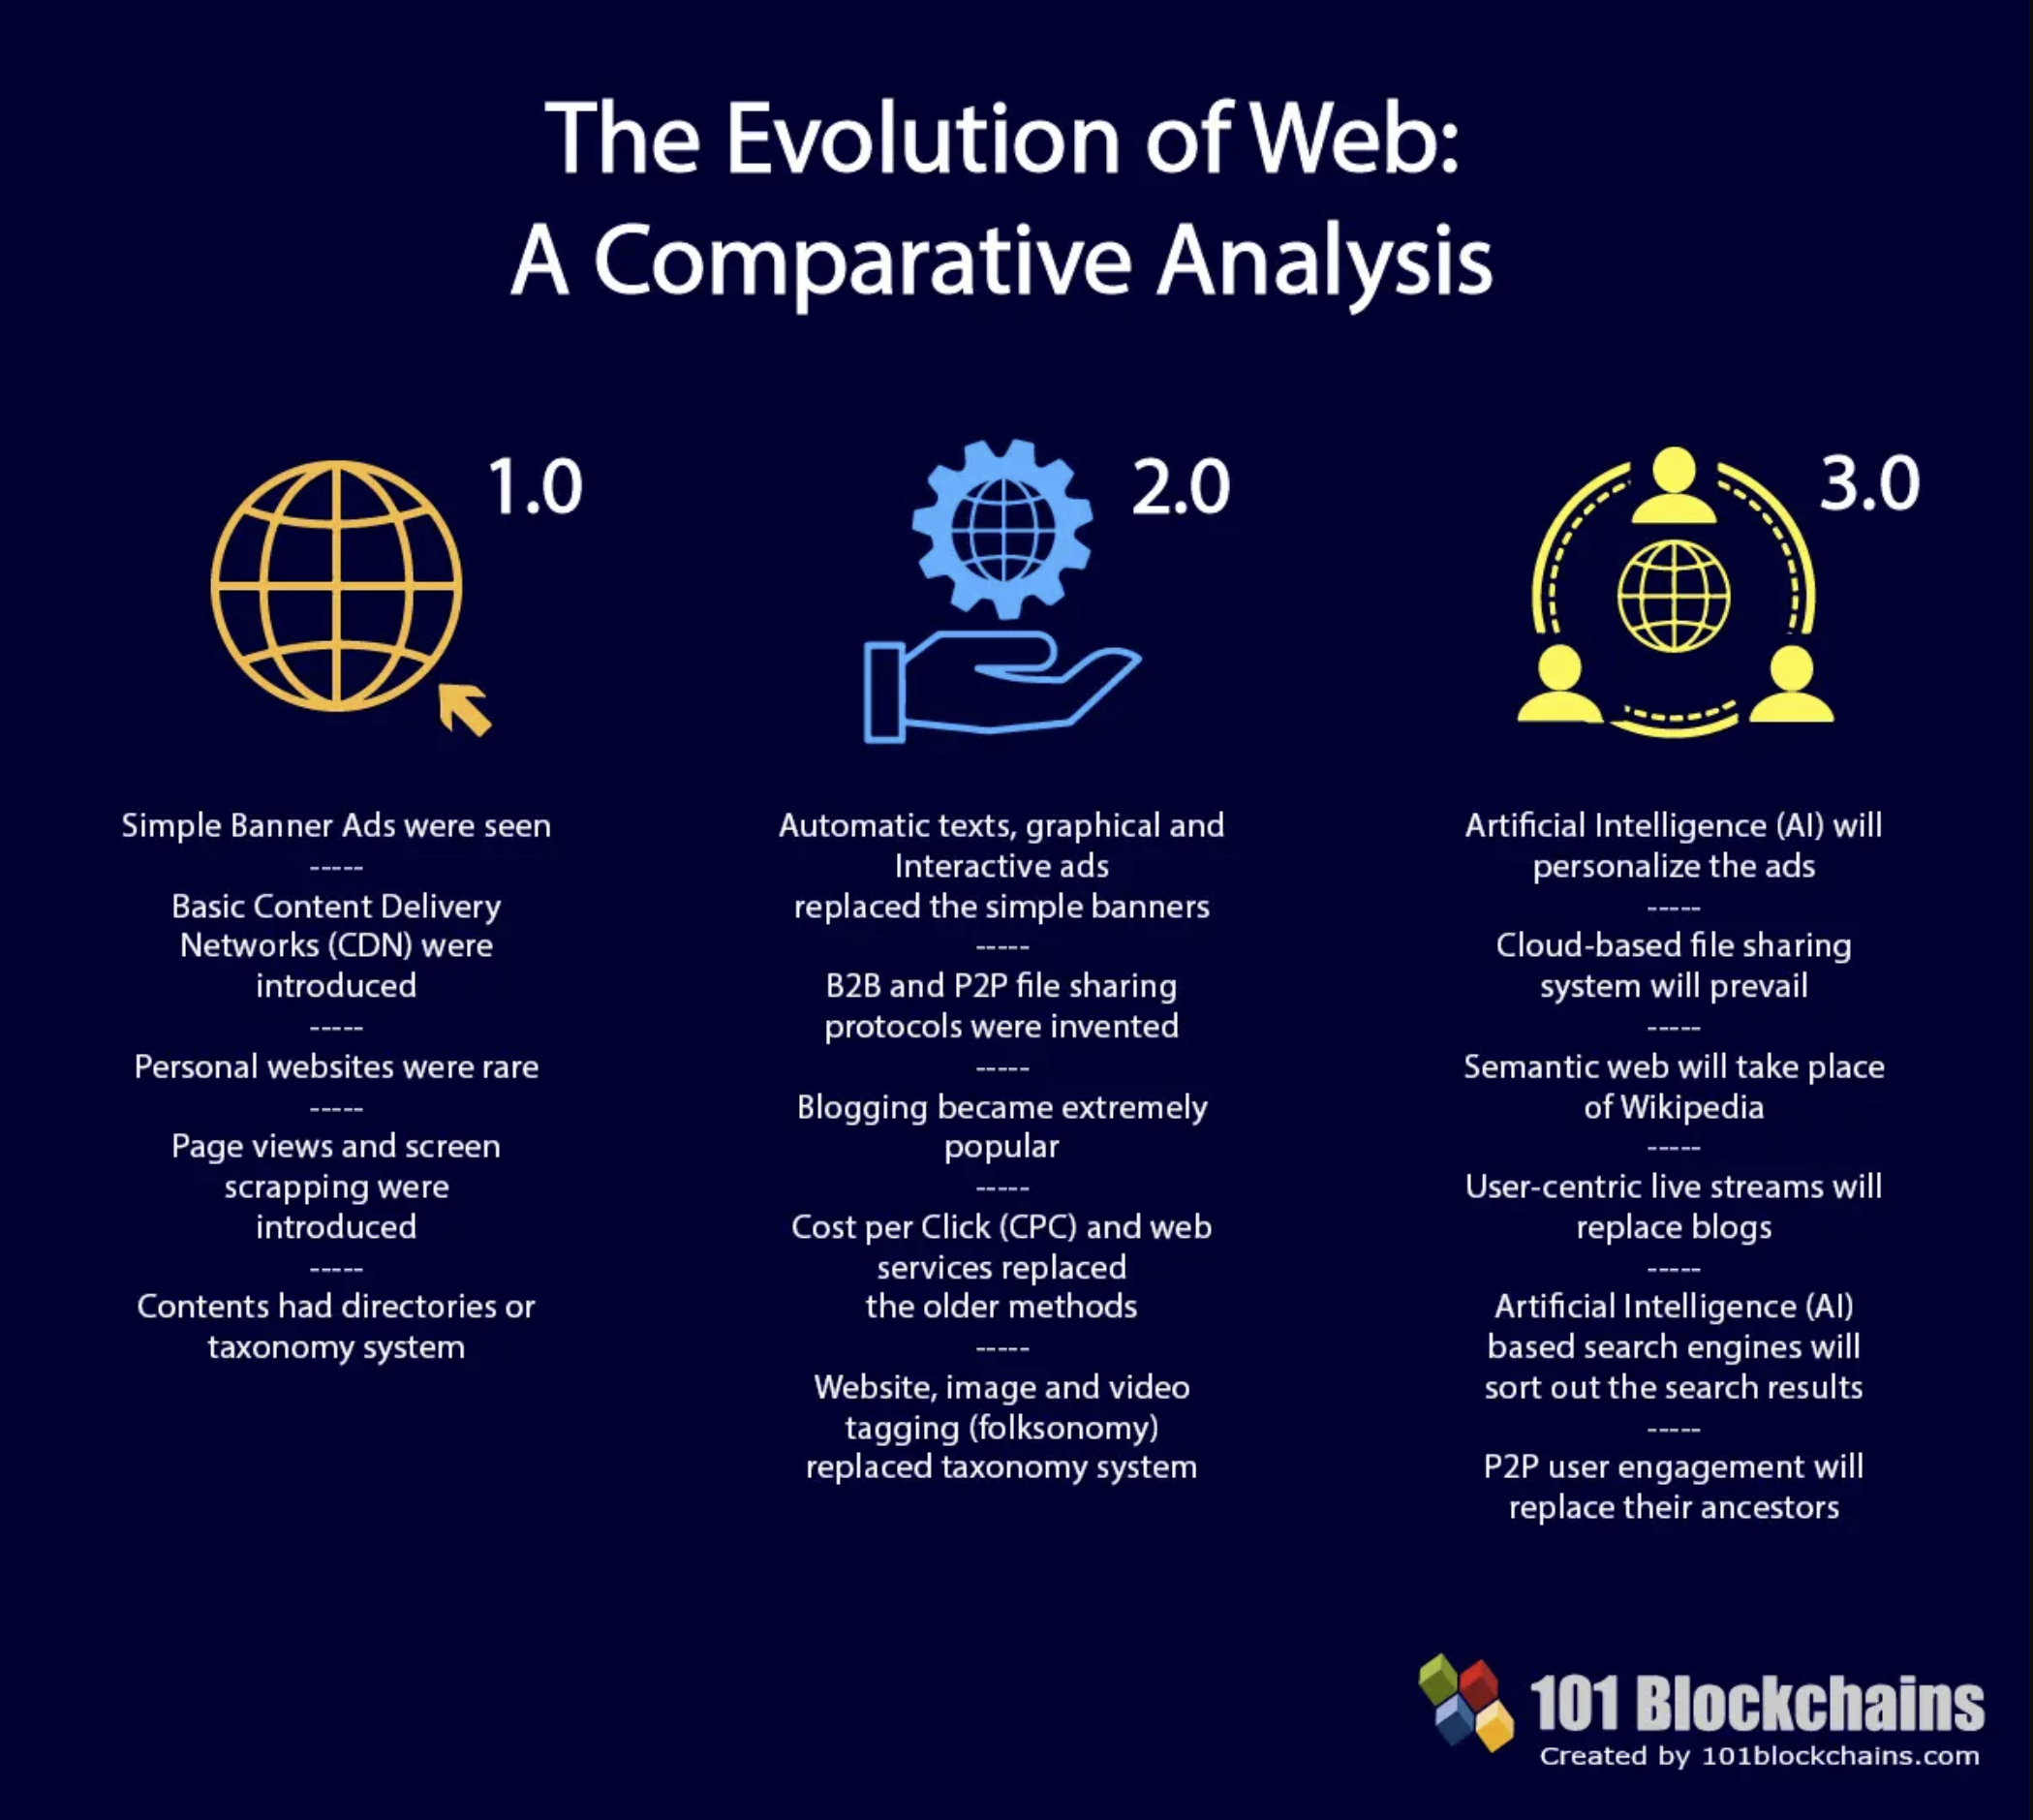 The Evolution of Web:
A Comparative Analysis
1.0
Simple Banner Ads were seen
-----
Basic Content Delivery
Networks (CDN) were
introduced
-----
Personal websites were rare
-----
Page views and screen
scrapping were
introduced
-----
Contents had directories or
taxonomy system
2.0
Automatic texts, graphical and
Interactive ads
replaced the simple banners
-----
B2B and P2P file sharing
protocols were invented
-----
Blogging became extremely
popular
-----
Cost per Click (CPC) and web
services replaced
the older methods
-----
Website, image and video
tagging (folksonomy)
replaced taxonomy system
3.0
Artificial Intelligence (AI) will
personalize the ads
-----
Cloud-based file sharing
system will prevail
-----
Semantic web will take place
of Wikipedia
-----
User-centric live streams will
replace blogs
-----
Artificial Intelligence (AI)
based search engines will
sort out the search results
-----
P2P user engagement will
replace their ancestors
101 Blockchains
Created by 101blockchains.com